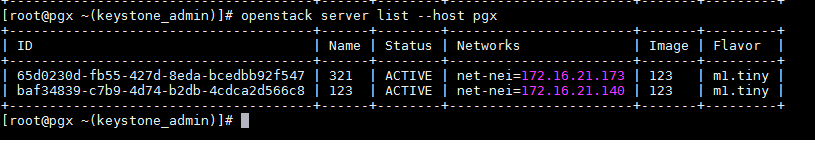 [root@pgx ~(keystone_admin)]# openstack server list --host pgx
+--------------------------------------+------+--------+------------------------+-------+---------+
| ID                                   | Name | Status | Networks               | Image | Flavor  |
+--------------------------------------+------+--------+------------------------+-------+---------+
| 65d0230d-fb55-427d-8eda-bcedbb92f547 | 321  | ACTIVE | net-nei=172.16.21.173 | 123   | m1.tiny |
| baf34839-c7b9-4d74-b2db-4cdca2d566c8 | 123  | ACTIVE | net-nei=172.16.21.140 | 123   | m1.tiny |
+--------------------------------------+------+--------+------------------------+-------+---------+
[root@pgx ~(keystone_admin)]#